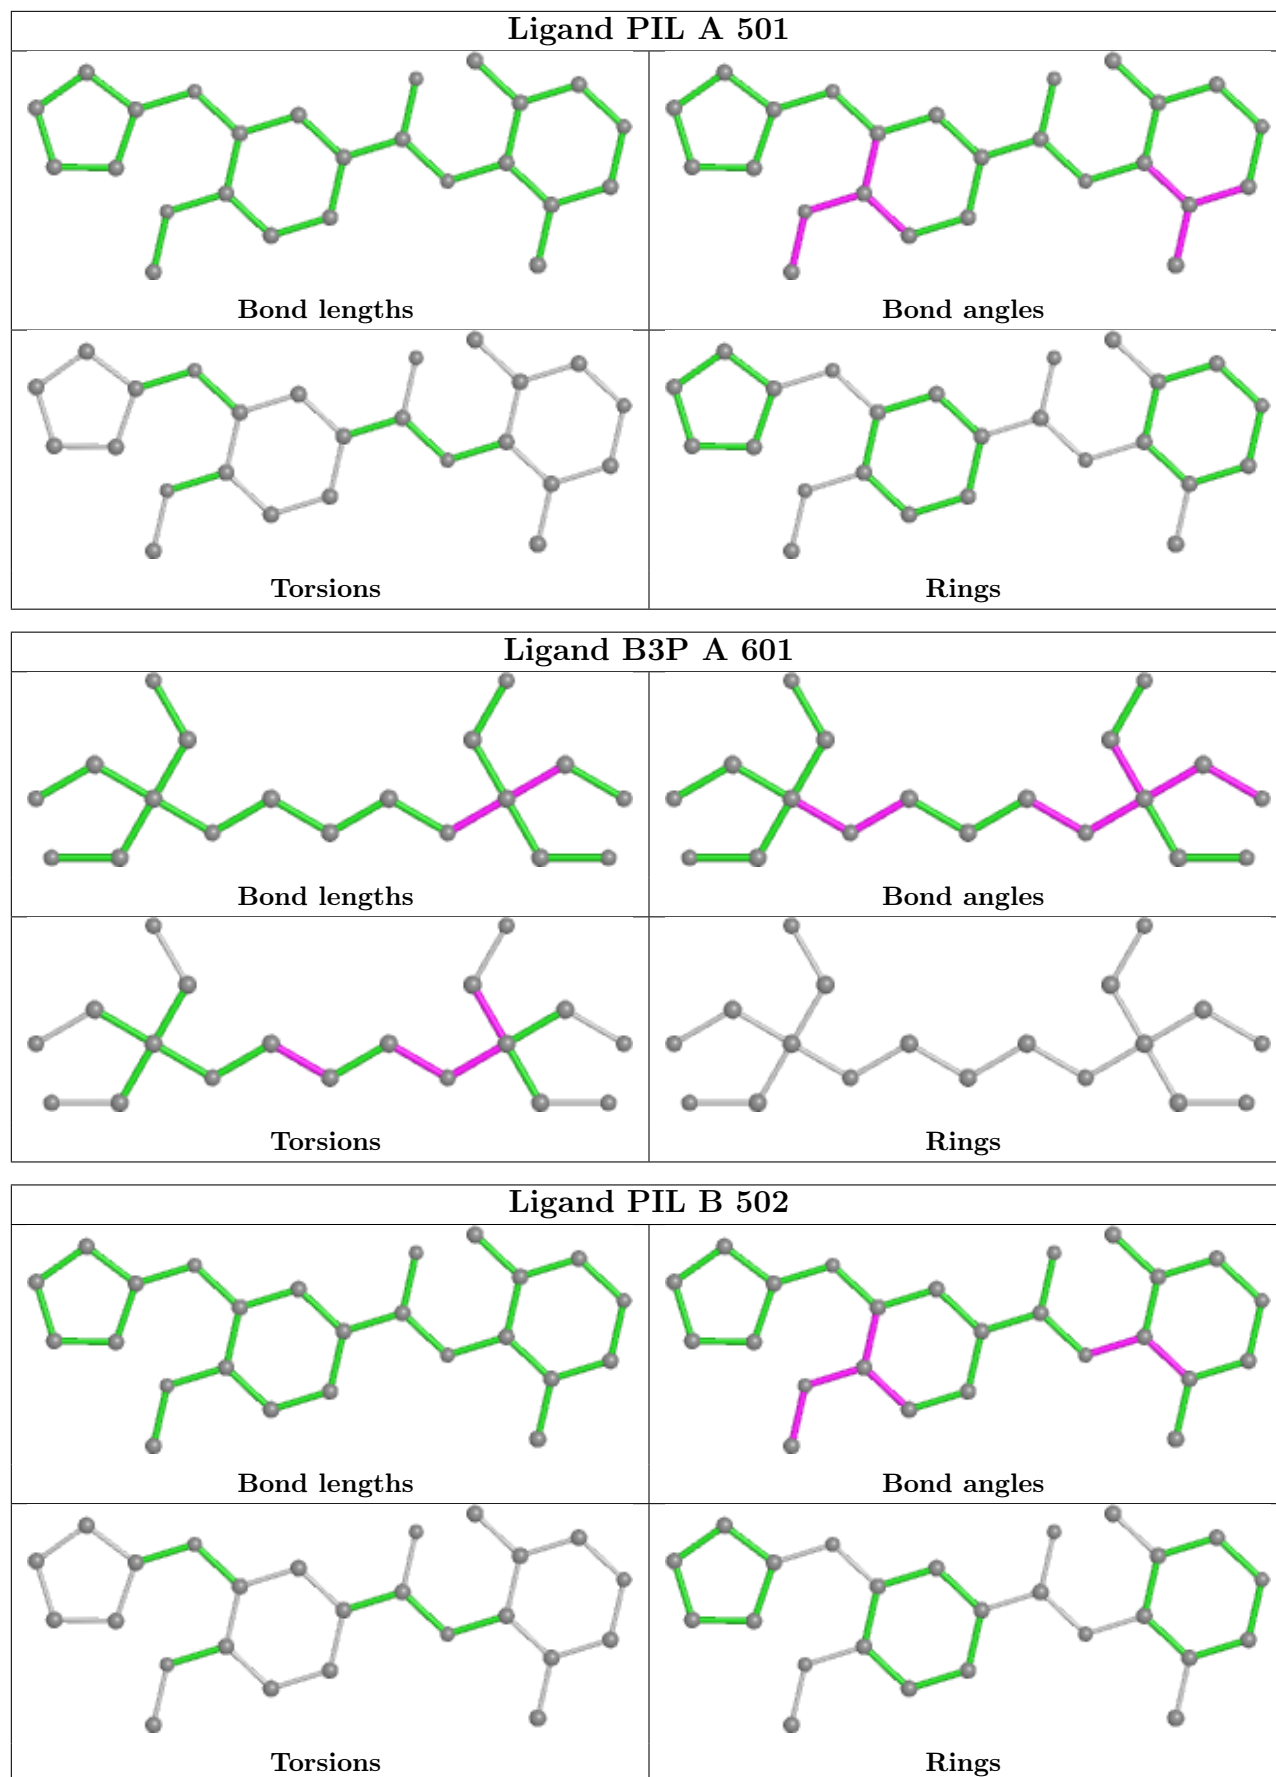 Ligand PIL A 501
Bond lengths
Bond angles
Torsions
Rings
Ligand B3P A 601
Bond lengths
Bond angles
Torsions
Rings
Ligand PIL B 502
Bond lengths
Bond angles
Torsions
Rings